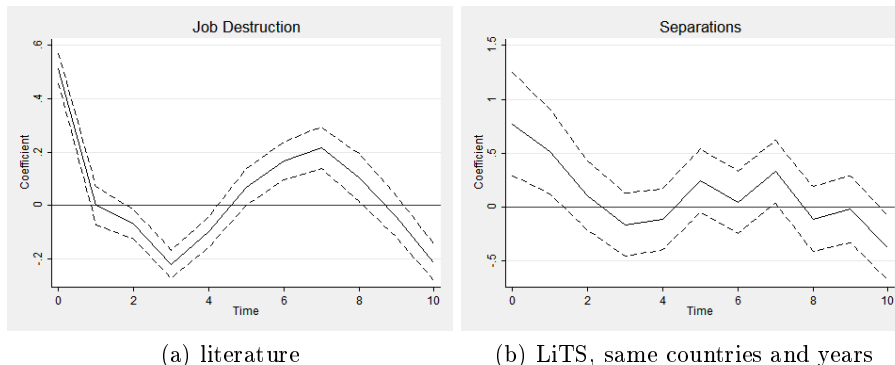 Job Destruction
.6
.4
.2
0
-.2
Coefficient
0 2 4 6 8 10
Time
(a) literature
Separations
1.5
1
.5
0
-.5
Coefficient
0 2 4 6 8 10
Time
(b) LiTS, same countries and years